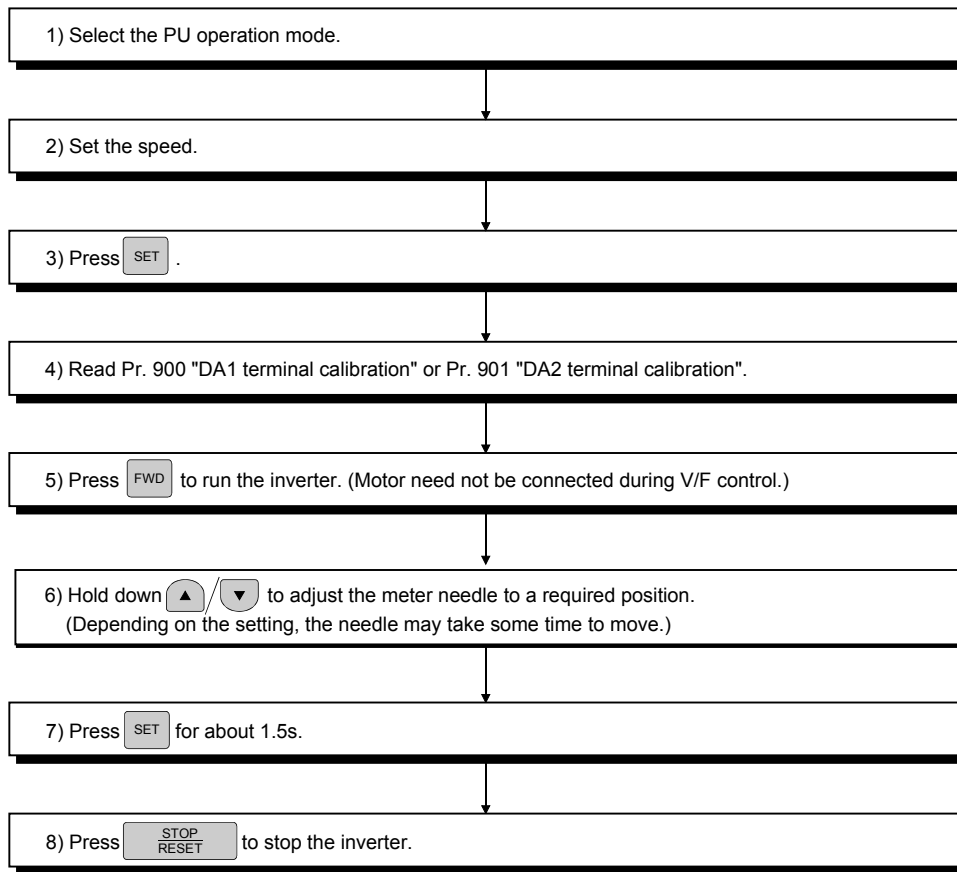 1) Select the PU operation mode.
2) Set the speed.
3) Press SET .
4) Read Pr. 900 "DA1 terminal calibration" or Pr. 901 "DA2 terminal calibration".
5) Press FWD to run the inverter. (Motor need not be connected during V/F control.)
6) Hold down ▲ / ▼ to adjust the meter needle to a required position.
(Depending on the setting, the needle may take some time to move.)
7) Press SET for about 1.5s.
8) Press STOP RESET to stop the inverter.